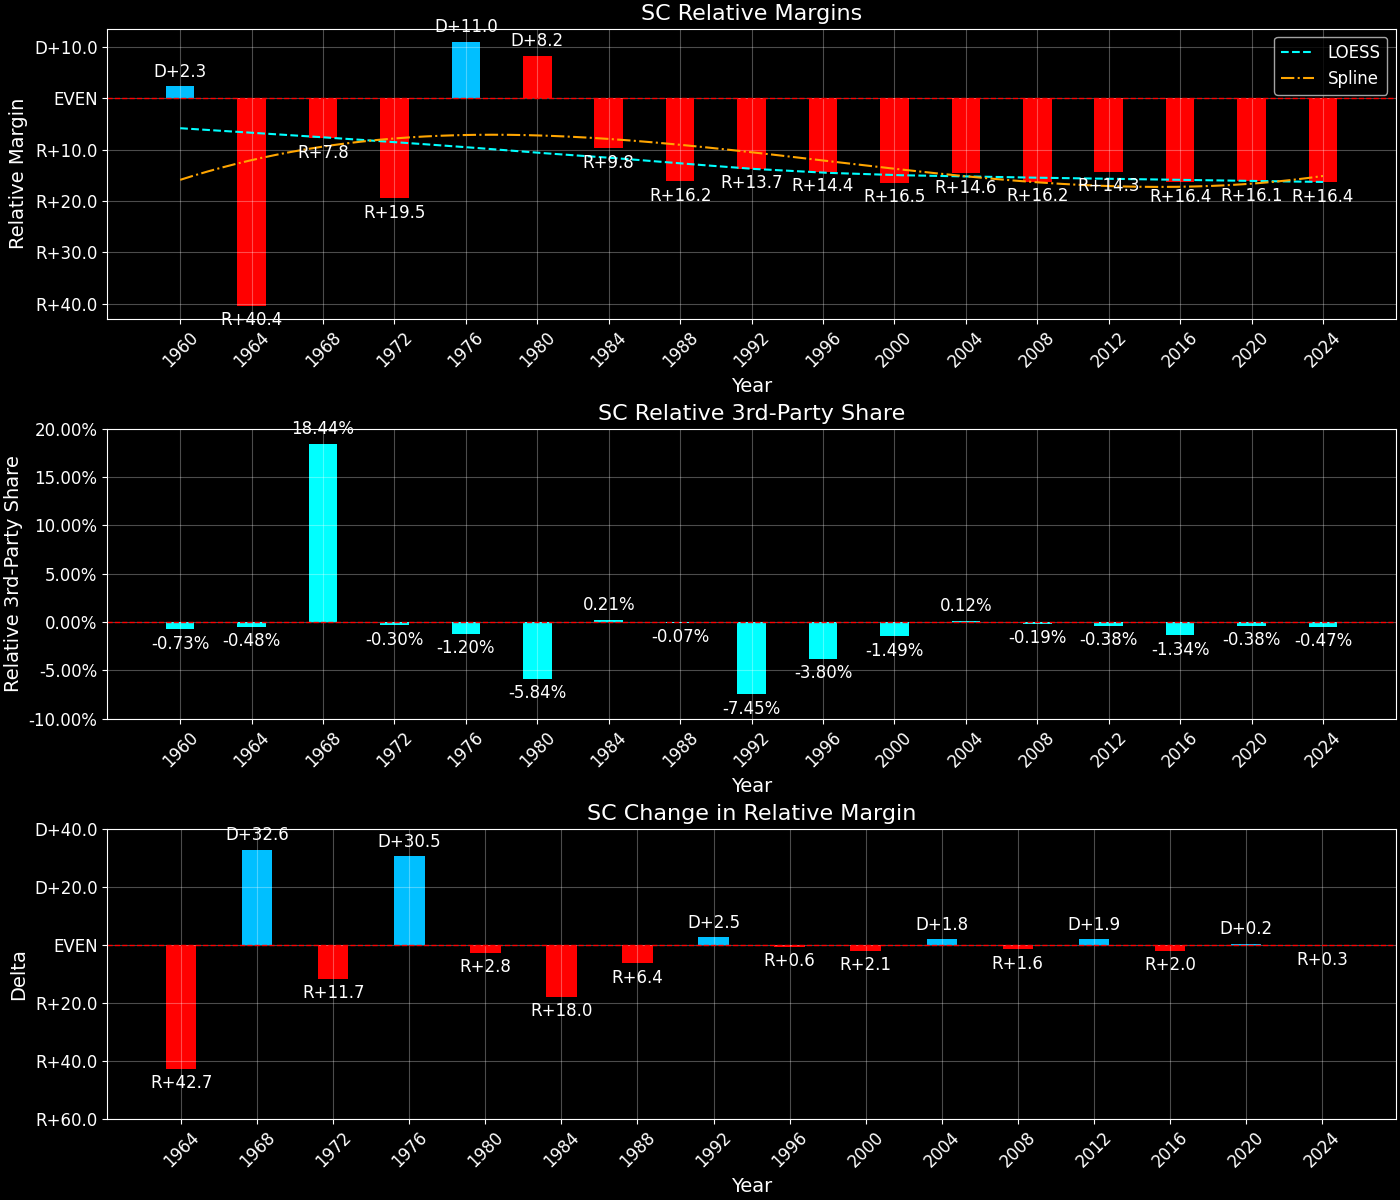 SC Relative Margins
D+10.0
EVEN
R+10.0
R+20.0
R+30.0
R+40.0
Relative Margin
D+2.3
R+40.4
R+7.8
R+19.5
D+11.0
D+8.2
R+9.8
R+16.2
R+13.7
R+14.4
R+16.5
R+14.6
R+16.2
R+14.3
R+16.4
R+16.1
R+16.4
LOESS
Spline
1960
1964
1968
1972
1976
1980
1984
1988
1992
1996
2000
2004
2008
2012
2016
2020
2024
Year
SC Relative 3rd-Party Share
20.00%
15.00%
10.00%
5.00%
0.00%
-5.00%
-10.00%
Relative 3rd-Party Share
-0.73%
-0.48%
18.44%
-0.30%
-1.20%
-5.84%
0.21%
-0.07%
-7.45%
-3.80%
-1.49%
0.12%
-0.19%
-0.38%
-1.34%
-0.38%
-0.47%
1960
1964
1968
1972
1976
1980
1984
1988
1992
1996
2000
2004
2008
2012
2016
2020
2024
Year
SC Change in Relative Margin
D+40.0
D+20.0
EVEN
R+20.0
R+40.0
R+60.0
Delta
R+42.7
D+32.6
R+11.7
D+30.5
R+2.8
R+18.0
R+6.4
D+2.5
R+0.6
R+2.1
D+1.8
R+1.6
D+1.9
R+2.0
D+0.2
R+0.3
1964
1968
1972
1976
1980
1984
1988
1992
1996
2000
2004
2008
2012
2016
2020
2024
Year